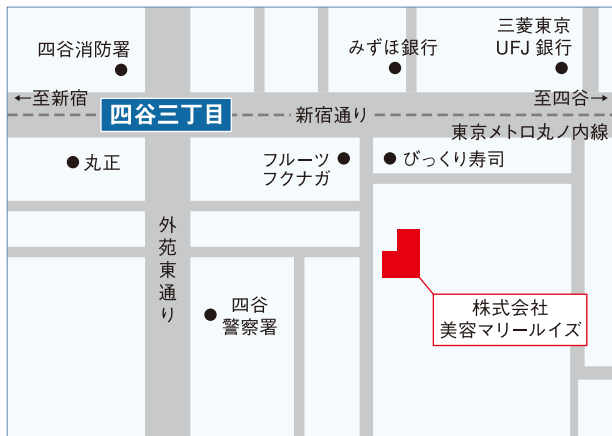 四谷消防署
みずほ銀行
三菱東京
UFJ 銀行
←至新宿
至四谷→
四谷三丁目
新宿通り
東京メトロ丸ノ内線
丸正
フルーツ
フクナガ
びっくり寿司
外苑東通り
四谷
警察署
株式会社
美容マリールイズ